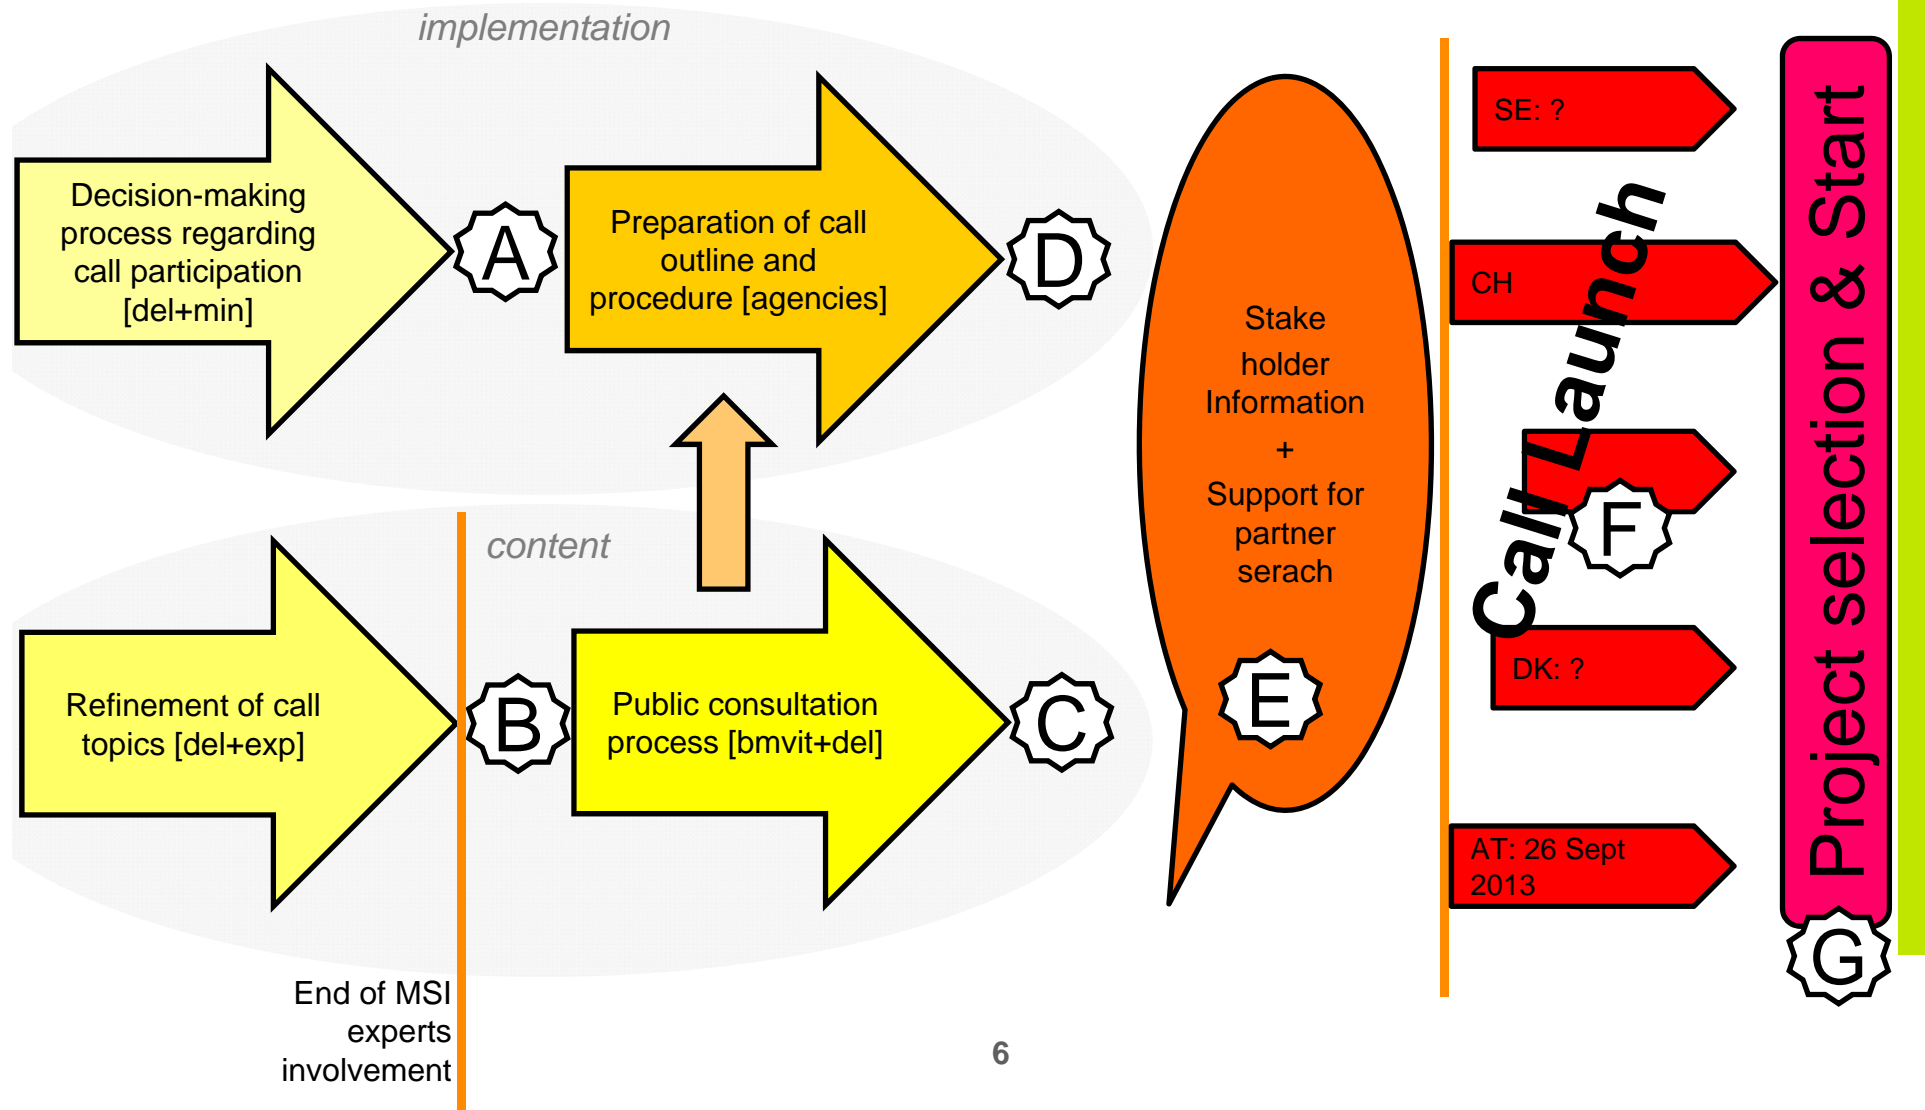 implementation
Decision-making
process regarding
call participation
[del+min]
A
Preparation of call
outline and
procedure [agencies]
D
content
Refinement of call
topics [del+exp]
B
Public consultation
process [bmvit+del]
C
End of MSI
experts
involvement
Stake
holder
Information
+
Support for
partner
serach
E
SE: ?
CH
Call Launch
F
DK: ?
AT: 26 Sept
2013
Project selection & Start
G
6